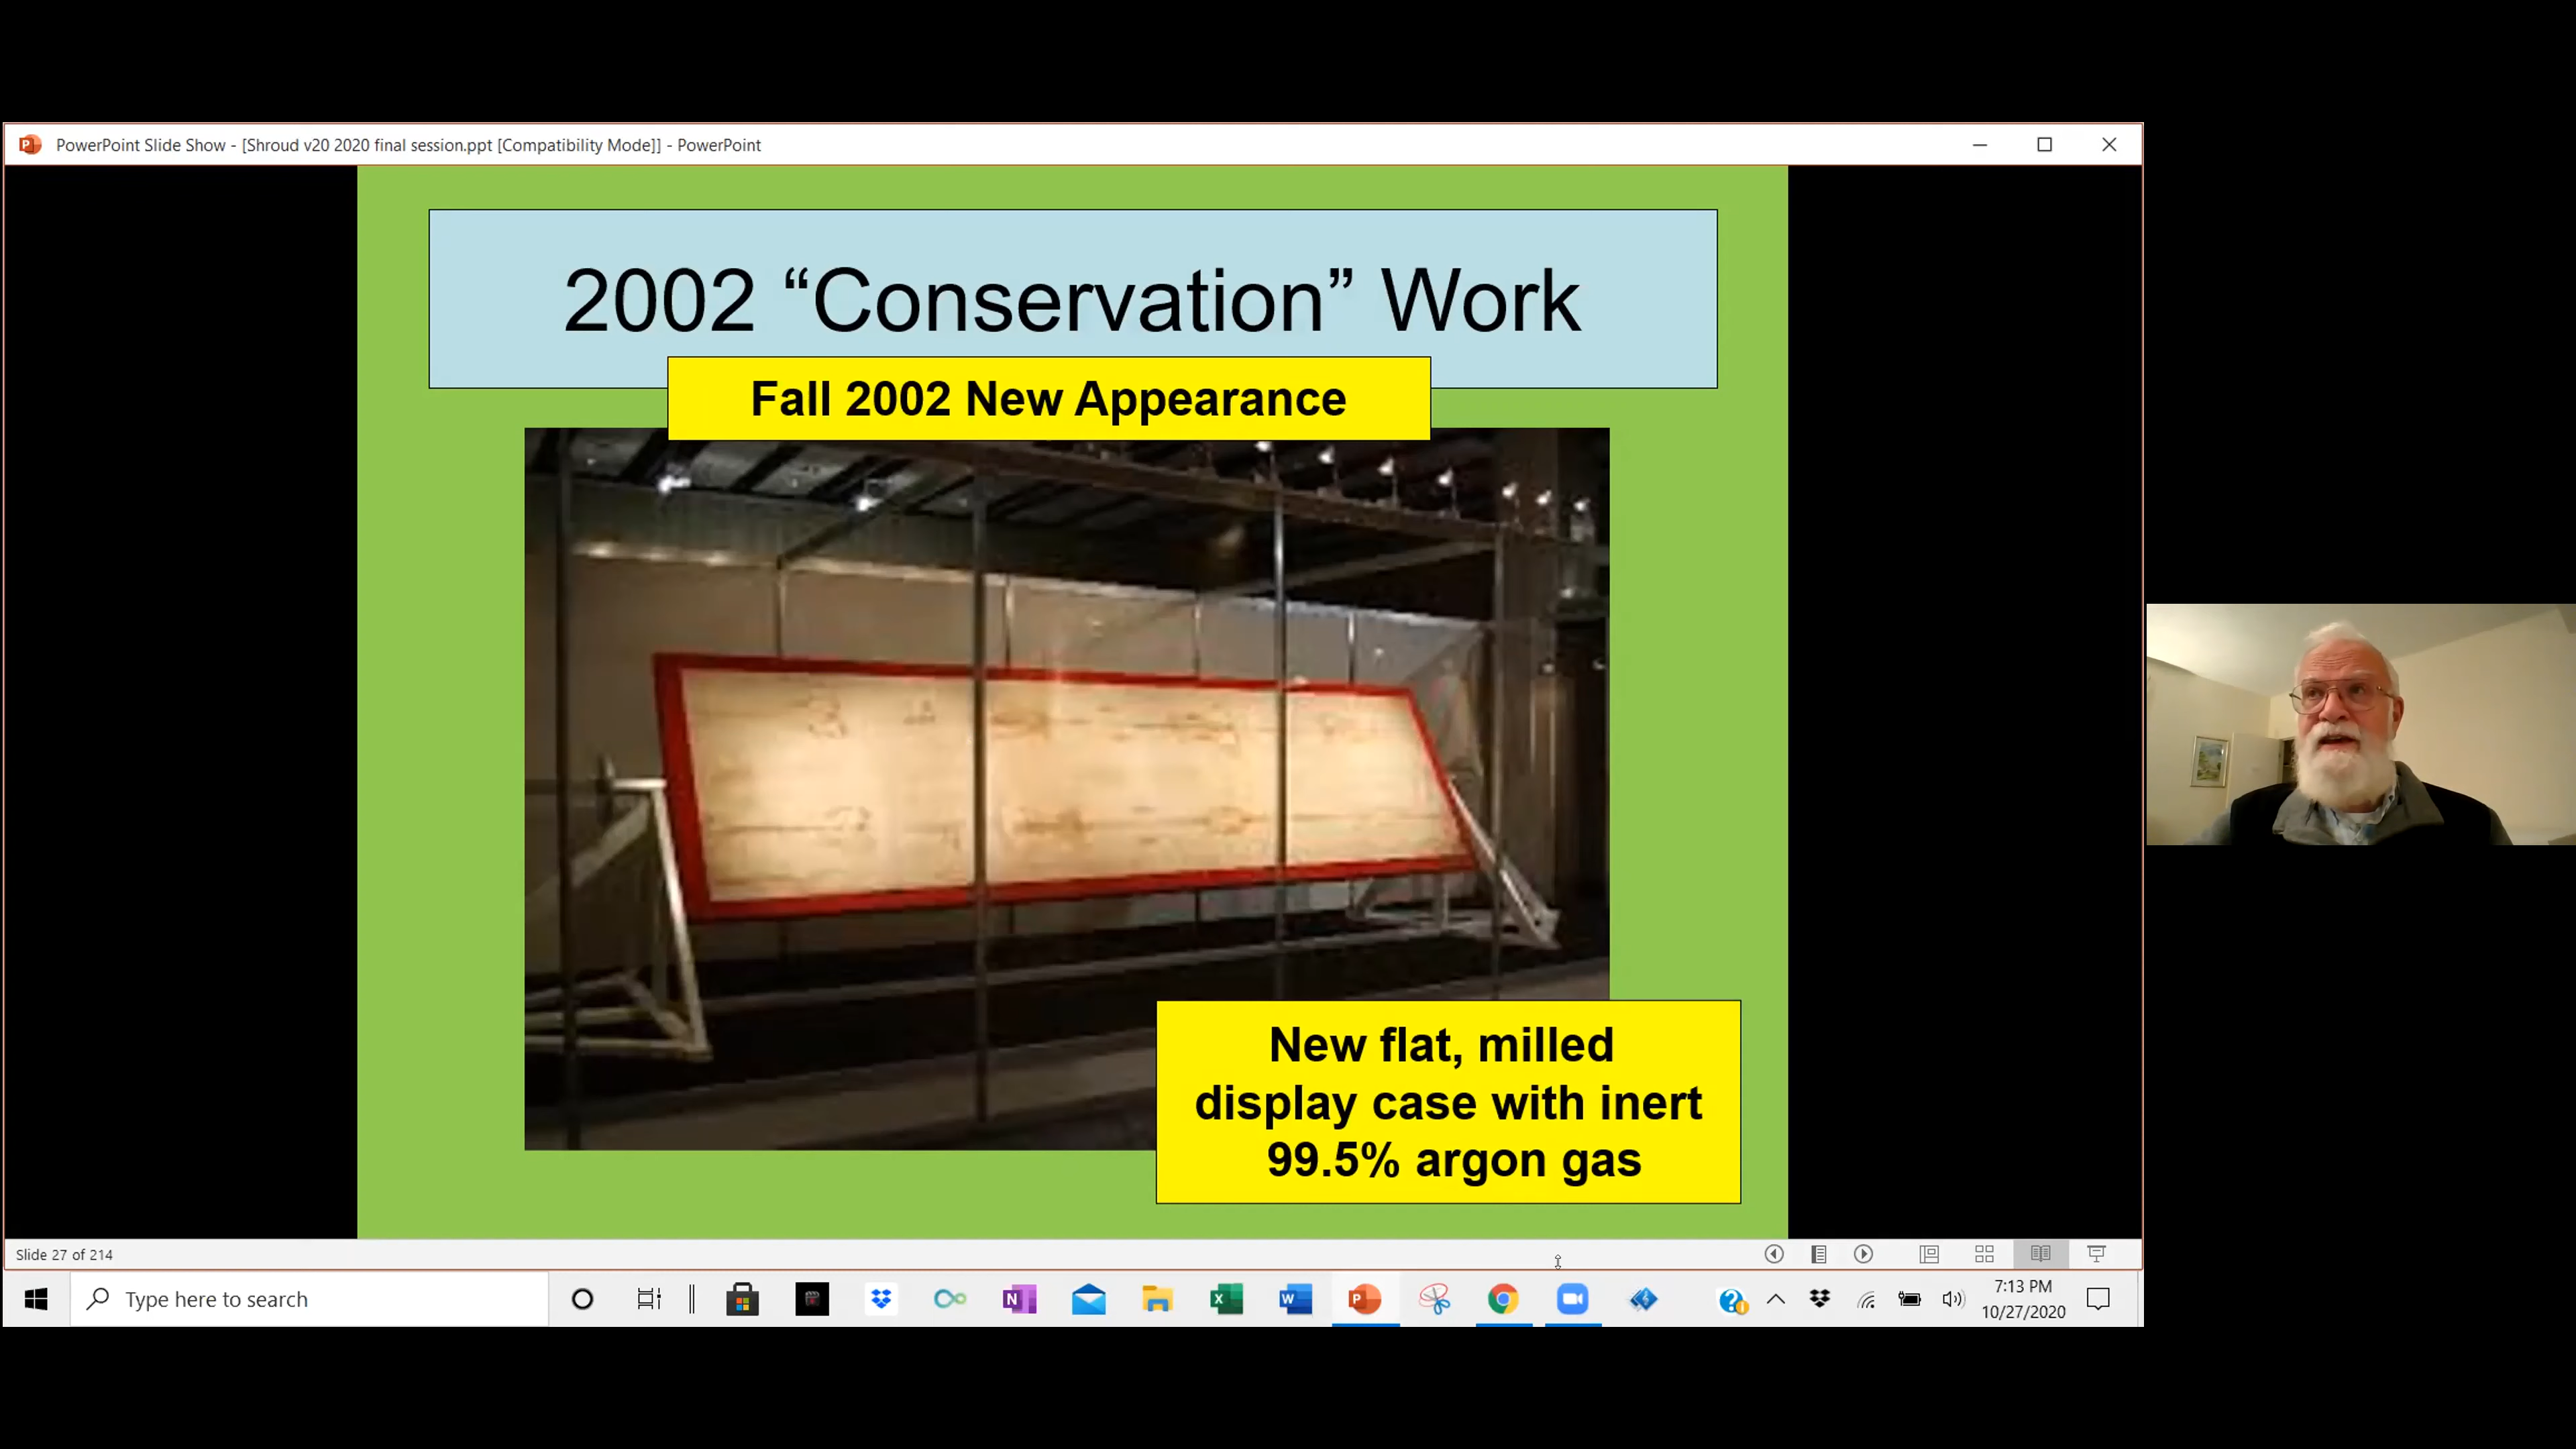 PowerPoint Slide Show - [Shroud v20 2020 final session.ppt [Compatibility Mode]] - PowerPoint
2002 “Conservation” Work
Fall 2002 New Appearance
New flat, milled
display case with inert
99.5% argon gas
Slide 27 of 214
Type here to search
7:13 PM
10/27/2020